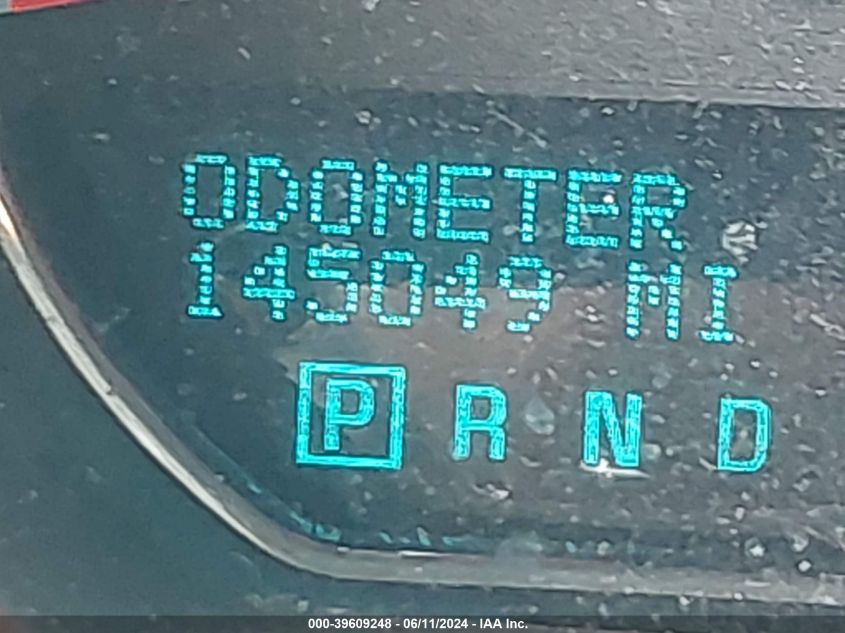 ODOMETER
145049 MI
P R N D
000-39609248 - 06/11/2024 - IAA Inc.